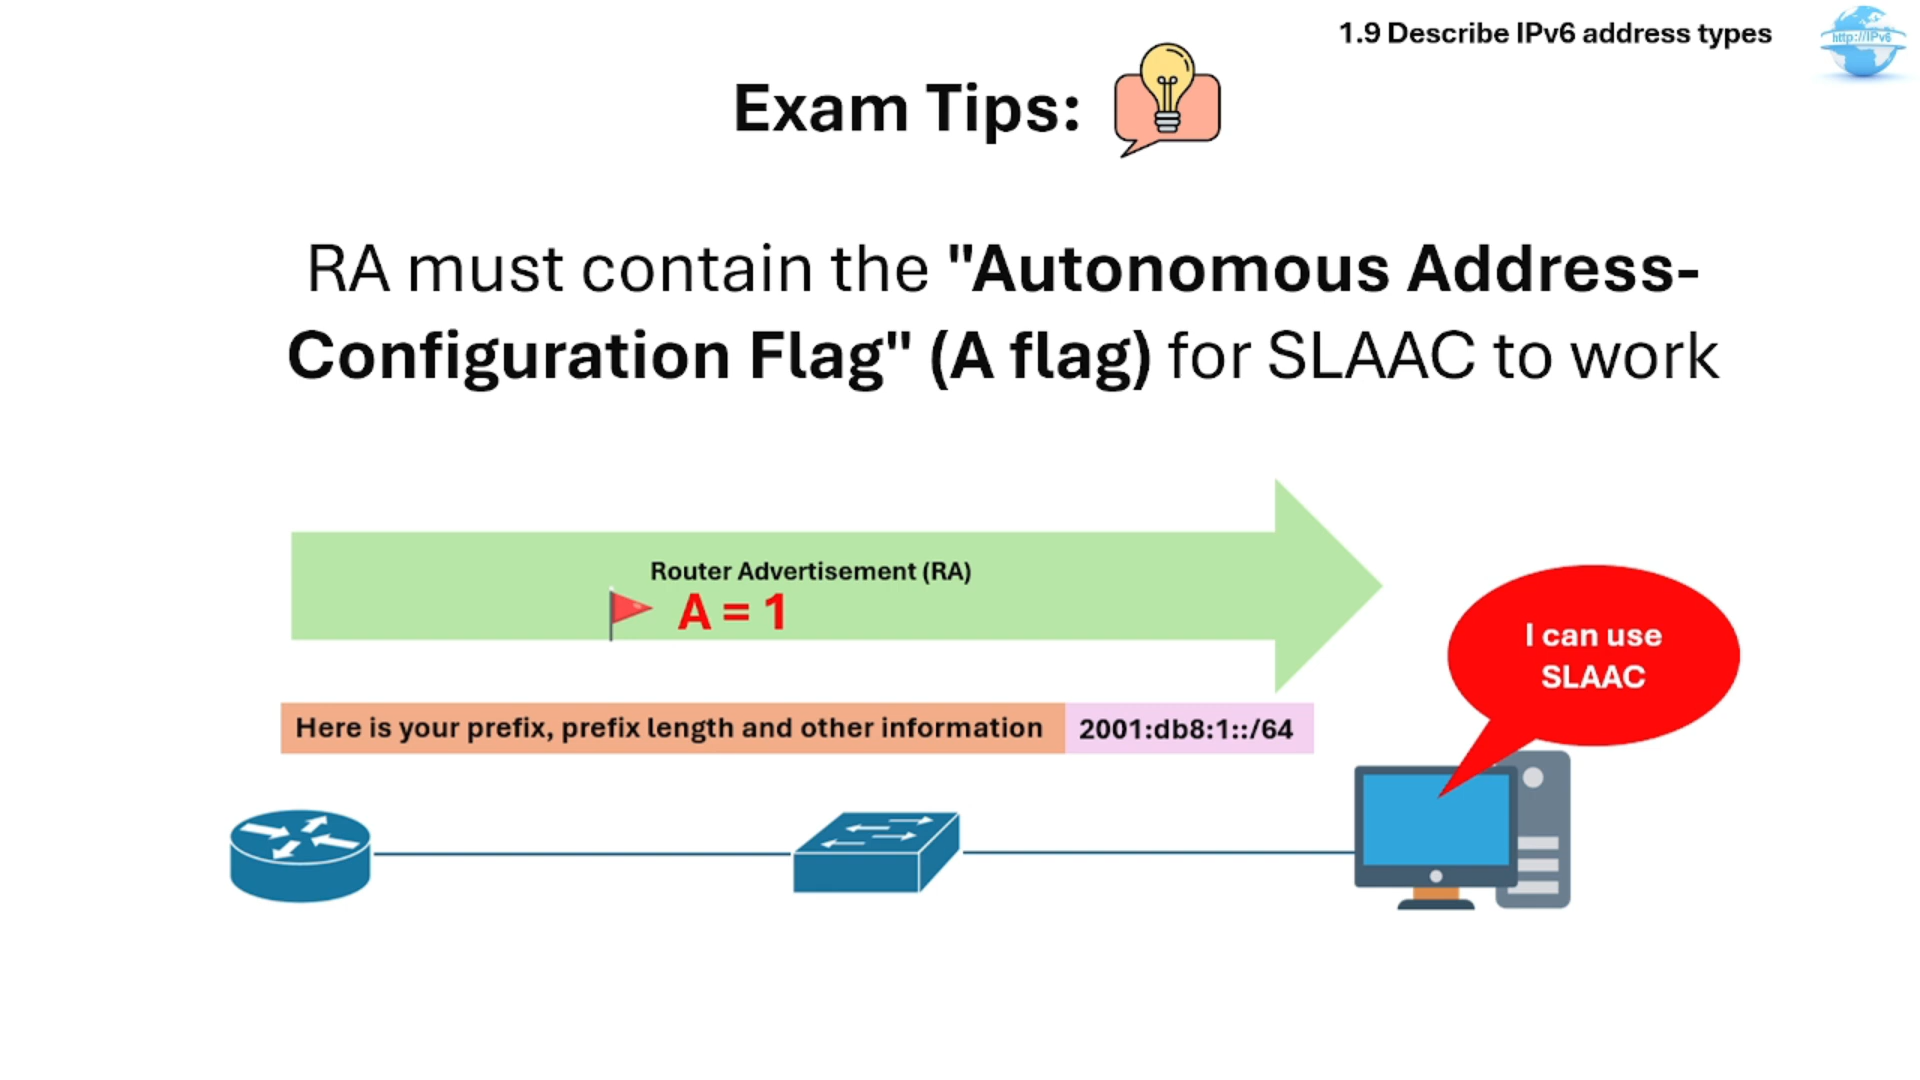 1.9 Describe IPv6 address types
http://IPv6
Exam Tips:
RA must contain the "Autonomous Address-
Configuration Flag" (A flag) for SLAAC to work
Router Advertisement (RA)
A = 1
I can use
SLAAC
Here is your prefix, prefix length and other information
2001:db8:1::/64